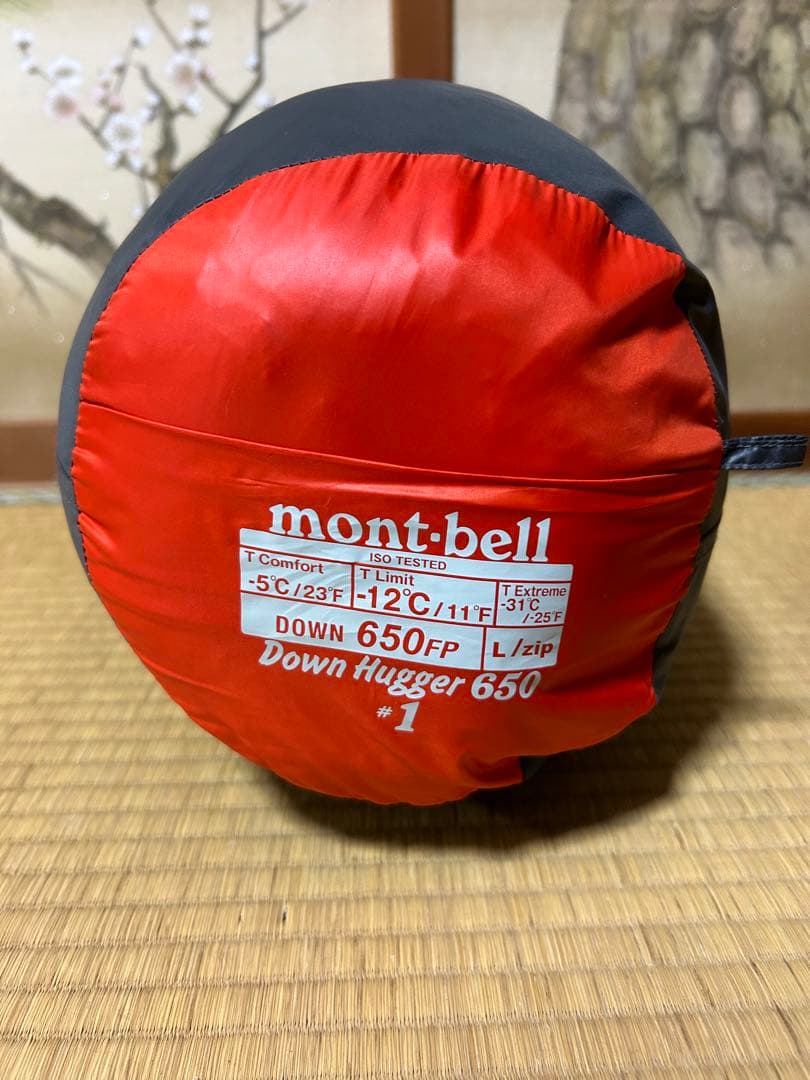 mont-bell
ISO TESTED
T Comfort
-5℃/23℉
T Limit
-12℃/11℉
T Extreme
-31℃
/-25℉
DOWN 650FP
L/zip
Down Hugger 650
#1